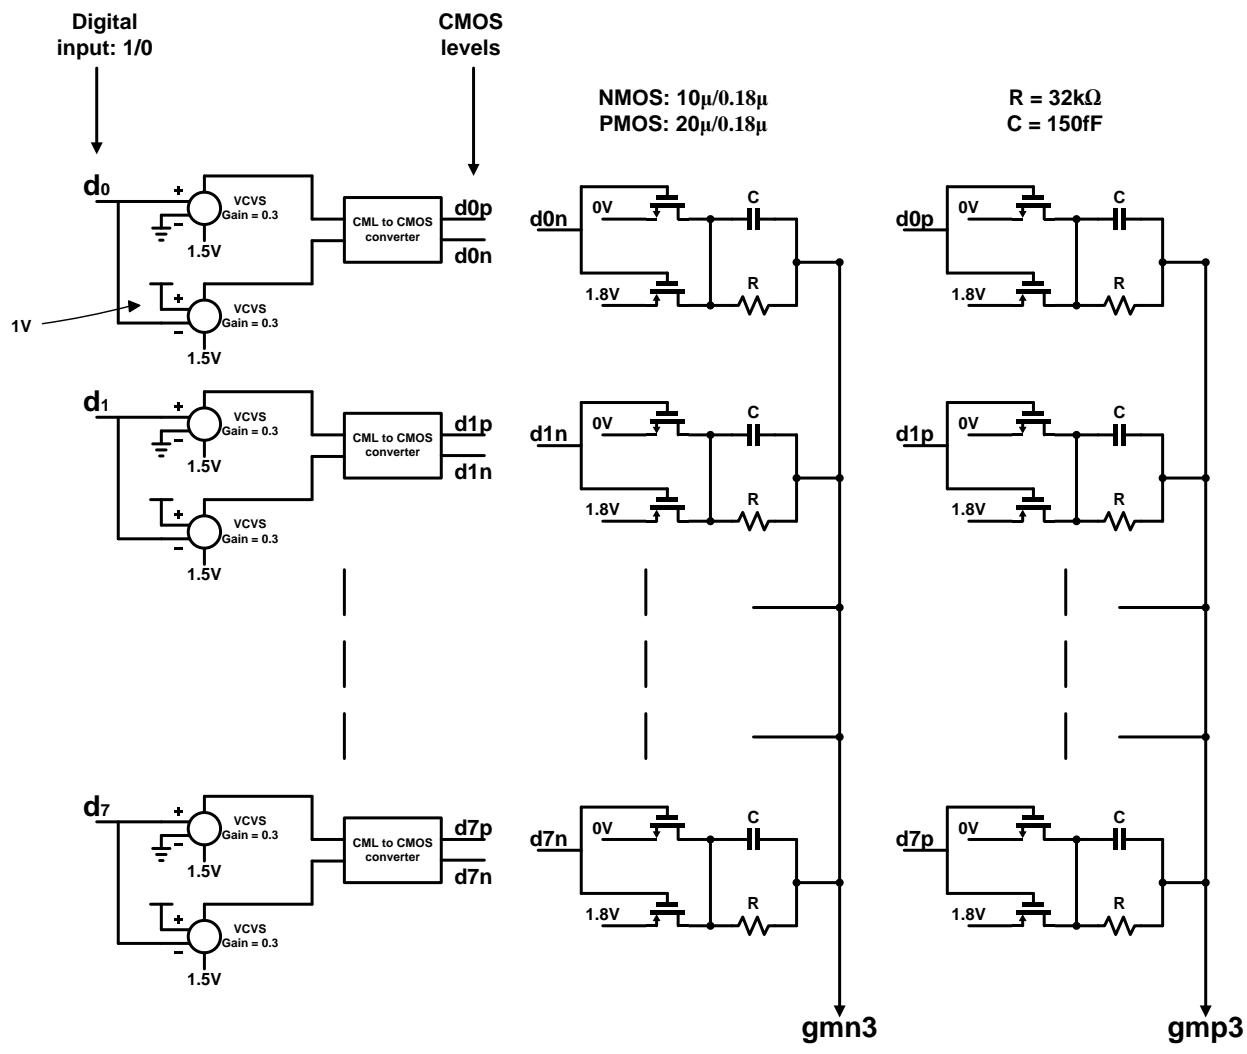 Digital
input: 1/0
CMOS
levels
NMOS: 10µ/0.18µ
PMOS: 20µ/0.18µ
R = 32kΩ
C = 150fF
d0
+
−
VCVS
Gain = 0.3
1.5V
CML to CMOS
converter
d0p
d0n
1V
+
−
VCVS
Gain = 0.3
1.5V
d0n
0V
1.8V
C
R
d0p
0V
1.8V
C
R
d1
+
−
VCVS
Gain = 0.3
1.5V
CML to CMOS
converter
d1p
d1n
+
−
VCVS
Gain = 0.3
1.5V
d1n
0V
1.8V
C
R
d1p
0V
1.8V
C
R
d7
+
−
VCVS
Gain = 0.3
1.5V
CML to CMOS
converter
d7p
d7n
+
−
VCVS
Gain = 0.3
1.5V
d7n
0V
1.8V
C
R
d7p
0V
1.8V
C
R
gmn3
gmp3